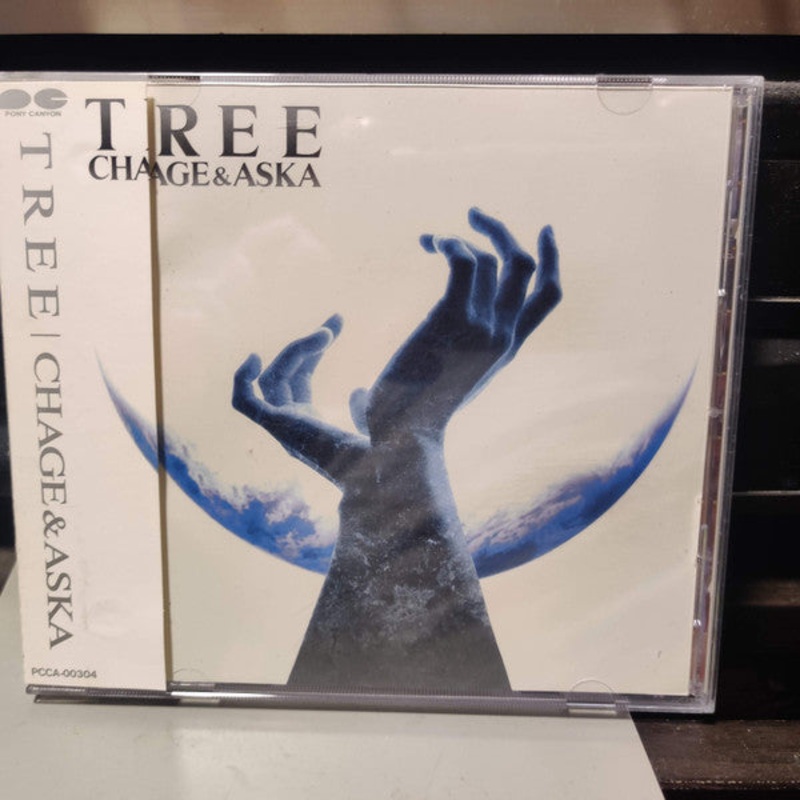 PONY CANYON
TREE | CHAGE&ASKA
PCCA-00304
TREE
CHAGE&ASKA